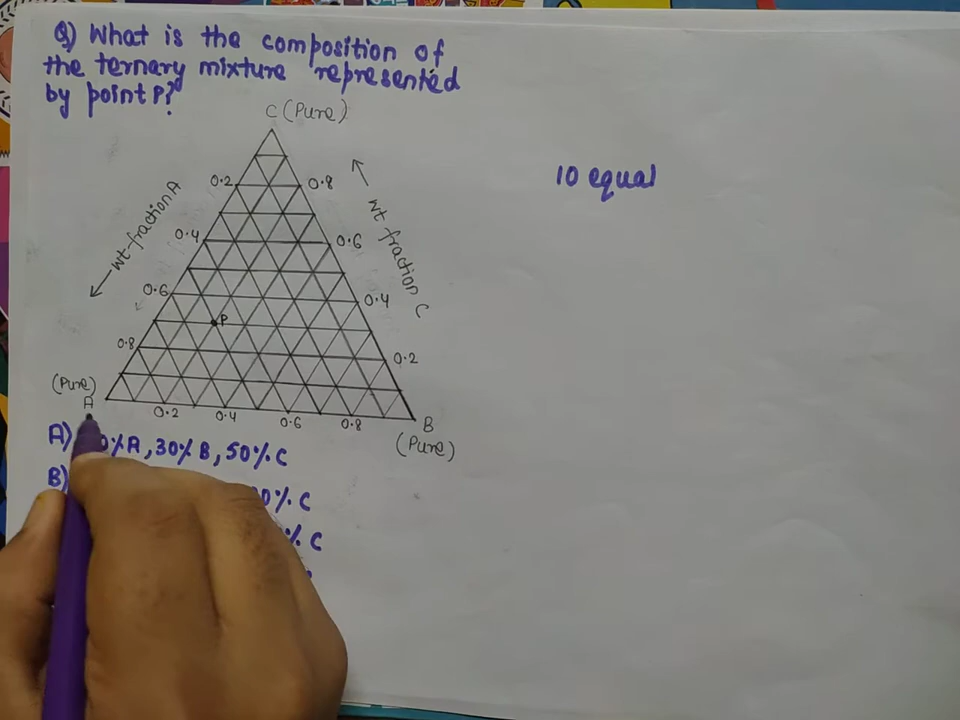 Q) What is the composition of
the ternary mixture represented
by point P?
C (Pure)
10 equal
0.2
0.8
wt. fraction A
wt fraction C
0.4
0.6
0.6
0.4
P
0.8
0.2
(Pure)
A
0.2
0.4
0.6
0.8
B
(Pure)
A) %A, 30% B, 50% C
B) % C
% C